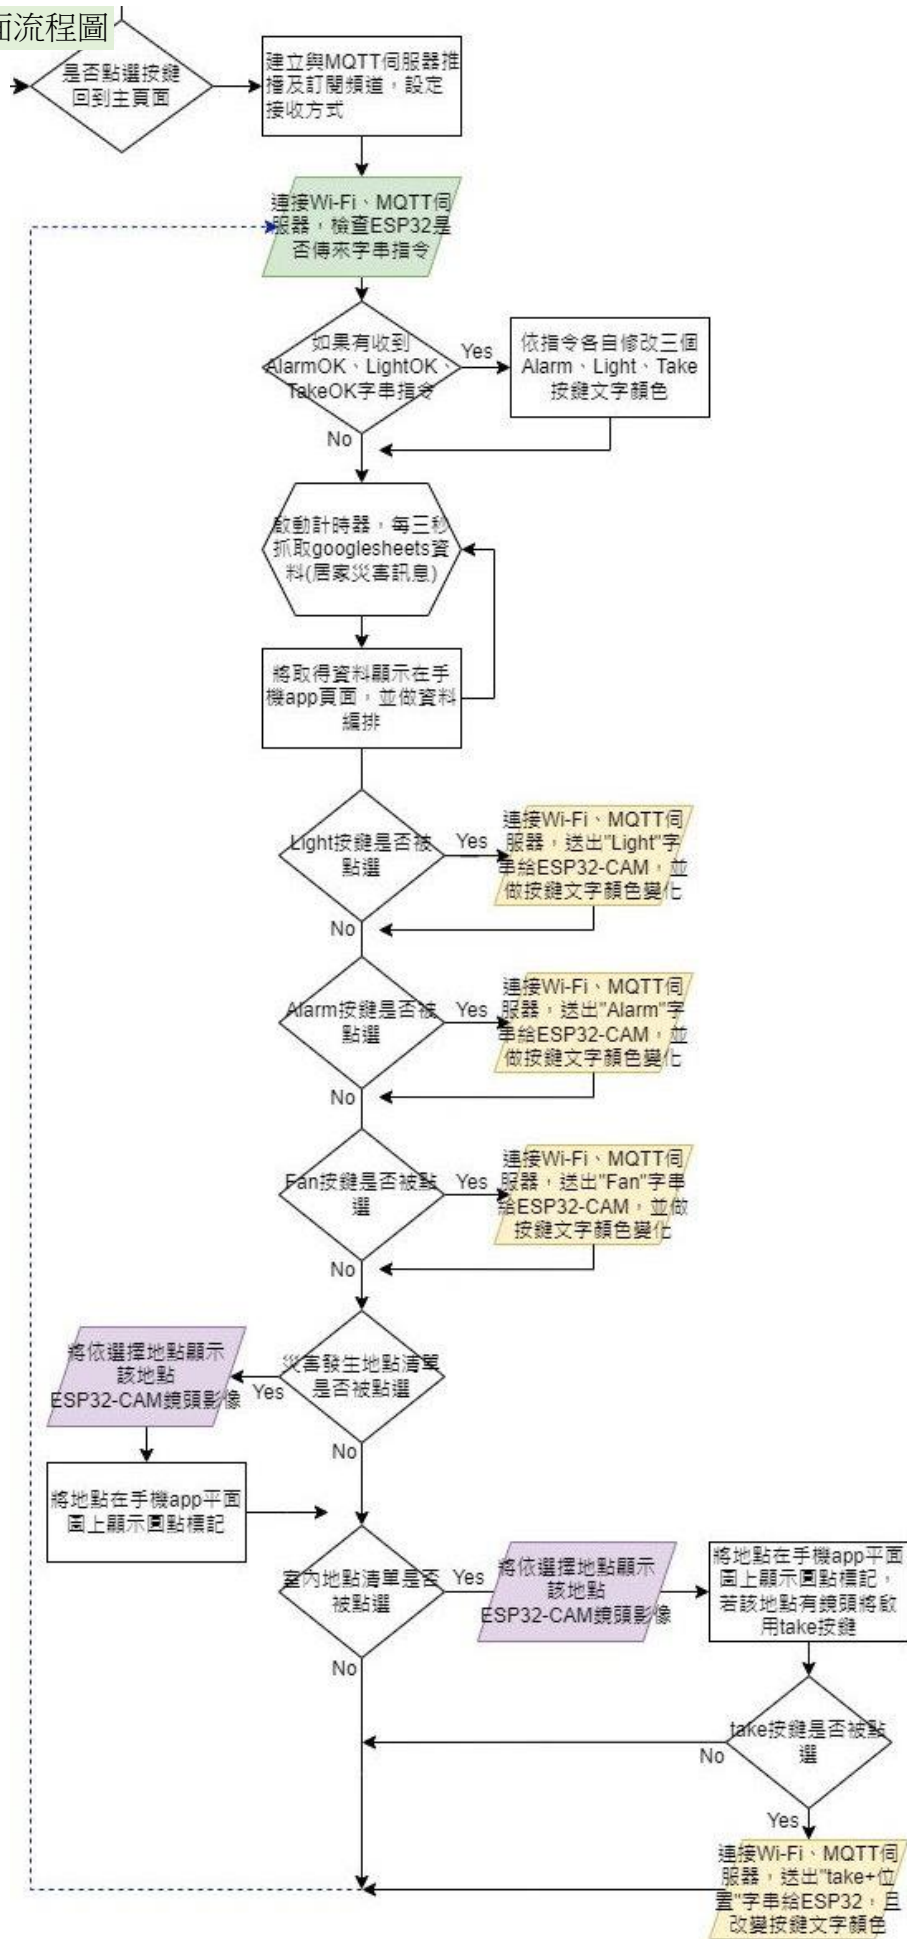 面流程圖
是否點選按鍵
回到主頁面
建立與MQTT伺服器推
播及訂閱頻道，設定
接收方式
連接Wi-Fi、MQTT伺
服器，檢查ESP32是
否傳來字串指令
如果有收到
AlarmOK、LightOK、
TakeOK字串指令
Yes
依指令各自修改三個
Alarm、Light、Take
按鍵文字顏色
No
啟動計時器，每三秒
抓取googlesheets資
料(居家災害訊息)
將取得資料顯示在手
機app頁面，並做資料
編排
Light按鍵是否被
點選
Yes
連接Wi-Fi、MQTT伺
服器，送出"Light"字
串給ESP32-CAM，並
做按鍵文字顏色變化
No
Alarm按鍵是否被
點選
Yes
連接Wi-Fi、MQTT伺
服器，送出"Alarm"字
串給ESP32-CAM，並
做按鍵文字顏色變化
No
Fan按鍵是否被點
選
Yes
連接Wi-Fi、MQTT伺
服器，送出"Fan"字串
給ESP32-CAM，並做
按鍵文字顏色變化
No
災害發生地點清單
是否被點選
Yes
將依選擇地點顯示
該地點
ESP32-CAM鏡頭影像
No
將地點在手機app平面
圖上顯示圓點標記
室內地點清單是否
被點選
Yes
將依選擇地點顯示
該地點
ESP32-CAM鏡頭影像
將地點在手機app平面
圖上顯示圓點標記，
若該地點有鏡頭將啟
用take按鍵
No
take按鍵是否被點
選
No
Yes
連接Wi-Fi、MQTT伺
服器，送出"take+位
置"字串給ESP32，且
改變按鍵文字顏色